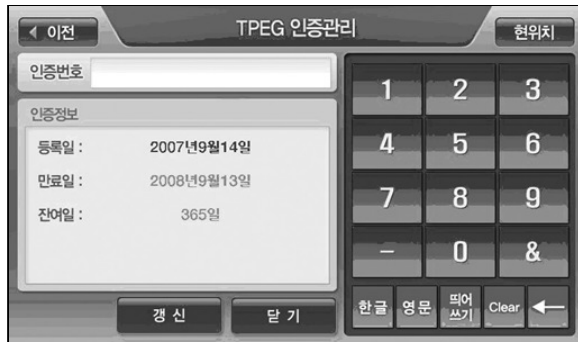 이전
TPEG 인증관리
현위치
인증번호
인증정보
등록일 : 2007년9월14일
만료일 : 2008년9월13일
잔여일 : 365일
갱 신
닫 기
1 2 3
4 5 6
7 8 9
– 0 &
한글 영문 띄어쓰기 Clear